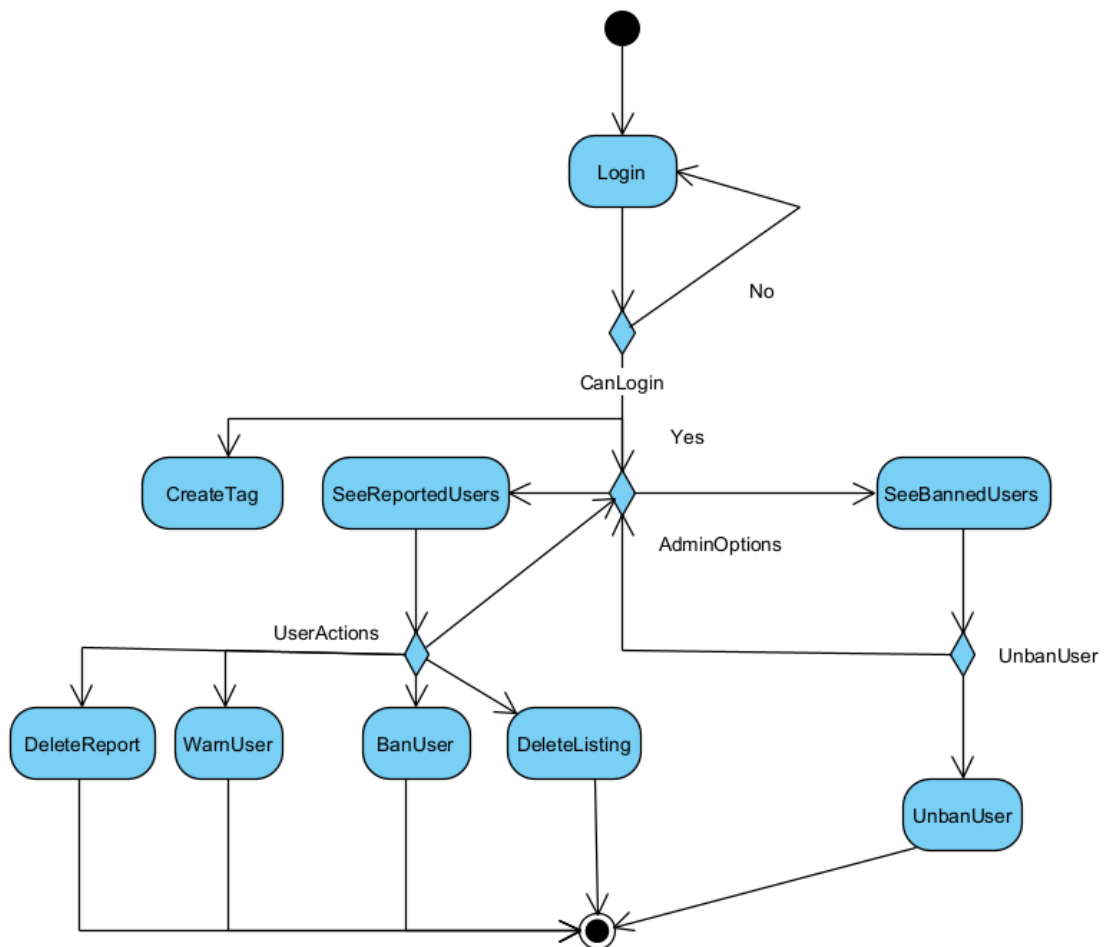 Login
No
CanLogin
Yes
CreateTag
SeeReportedUsers
SeeBannedUsers
AdminOptions
UserActions
UnbanUser
DeleteReport
WarnUser
BanUser
DeleteListing
UnbanUser